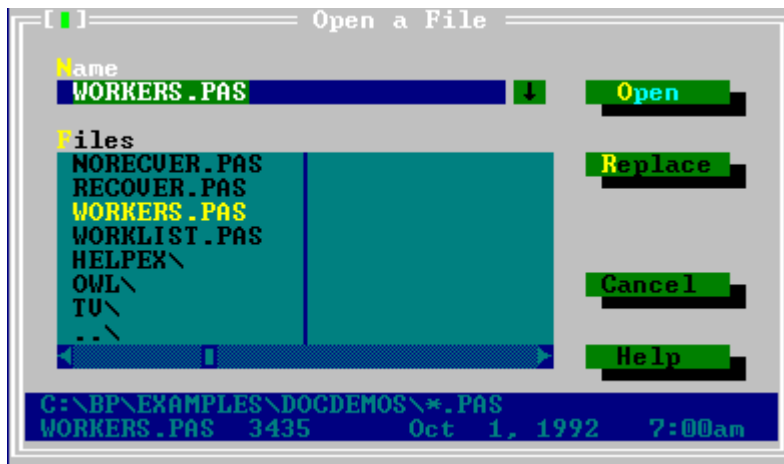 Open a File
Name
WORKERS.PAS
Open
Files
NORECVER.PAS
RECOVER.PAS
WORKERS.PAS
WORKLIST.PAS
HELPEX\
OWL\
TV\
..\
Replace
Cancel
Help
C:\BP\EXAMPLES\DOCDEMOS\*.PAS
WORKERS.PAS 3435 Oct 1, 1992 7:00am